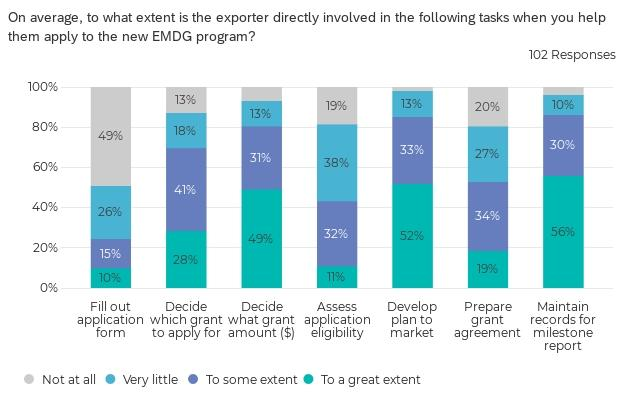 On average, to what extent is the exporter directly involved in the following tasks when you help
them apply to the new EMDG program?
102 Responses
100%
80%
60%
40%
20%
0%
49%
26%
15%
10%
13%
18%
41%
28%
13%
31%
49%
19%
38%
32%
11%
13%
33%
52%
20%
27%
34%
19%
10%
30%
56%
Fill out
application
form
Decide
which grant
to apply for
Decide
what grant
amount ($)
Assess
application
eligibility
Develop
plan to
market
Prepare
grant
agreement
Maintain
records for
milestone
report
Not at all
Very little
To some extent
To a great extent